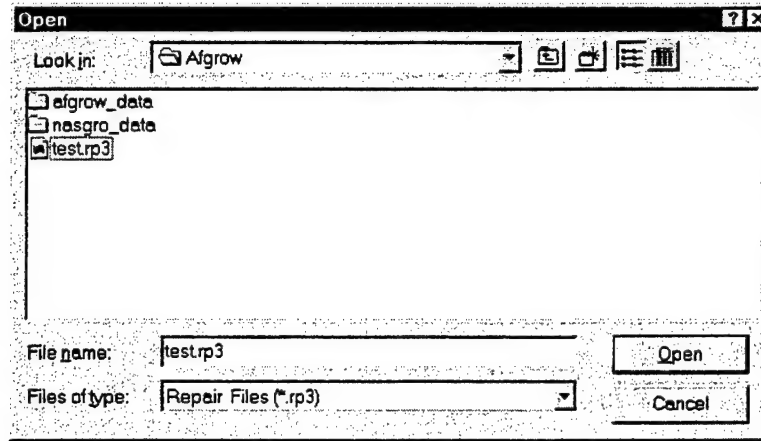 Open
Look in: Afgrow
afgrow_data
nasgro_data
test.rp3
File name: test.rp3 Open
Files of type: Repair Files (*.rp3) Cancel